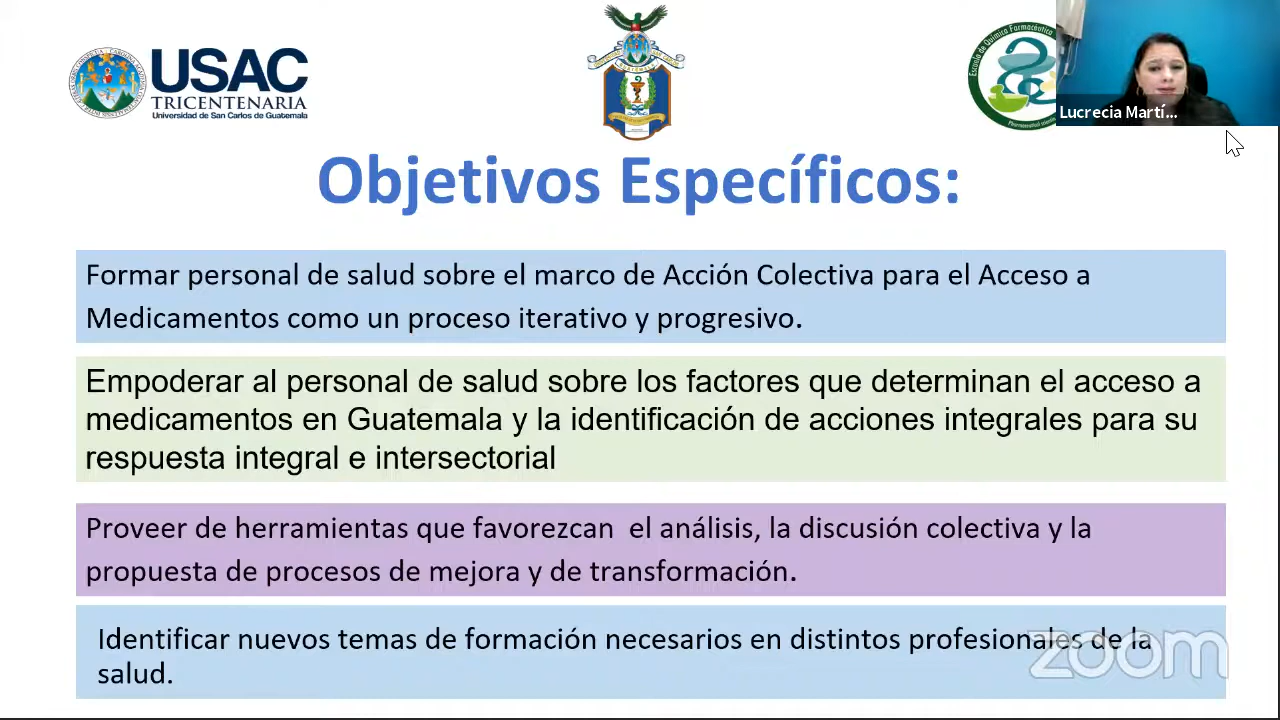 USAC
TRICENTENARIA
Universidad de San Carlos de Guatemala
Escuela de Química Farmacéutica
Lucrecia Martí...
Objetivos Específicos:
Formar personal de salud sobre el marco de Acción Colectiva para el Acceso a
Medicamentos como un proceso iterativo y progresivo.
Empoderar al personal de salud sobre los factores que determinan el acceso a
medicamentos en Guatemala y la identificación de acciones integrales para su
respuesta integral e intersectorial
Proveer de herramientas que favorezcan el análisis, la discusión colectiva y la
propuesta de procesos de mejora y de transformación.
Identificar nuevos temas de formación necesarios en distintos profesionales de la
salud.
zoom